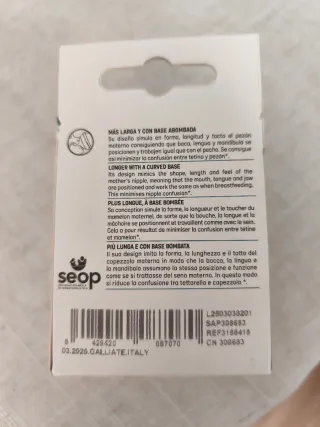 MÁS LARGA Y CON BASE ABOMBADA
Su diseño simula en forma, longitud y tacto el pezón
materno consiguiendo que boca, lengua y mandíbula se
posicionen y trabajen igual que con el pecho. Se consigue
así minimizar la confusión entre tetina y pezón*.
LONGER WITH A CURVED BASE
Its design mimics the shape, length and feel of the
mother's nipple, meaning that the mouth, tongue and jaw
are positioned and work the same as when breastfeeding.
This minimises nipple confusion*.
PLUS LONGUE, À BASE BOMBÉE
Sa conception simule la forme, la longueur et le toucher du
mamelon maternel, de sorte que la bouche, la langue et la
mâchoire se positionnent et travaillent comme avec le sein.
Cela a pour résultat de minimiser la confusion entre tétine
et mamelon*.
PIÙ LUNGA E CON BASE BOMBATA
Il suo design imita la forma, la lunghezza e il tatto del
capezzolo materno in modo che la bocca, la lingua e
la mandibola assumano la stessa posizione e funzione
come se si trattasse del seno materno. In questo modo
si riduce la confusione tra tettarella e capezzolo *.
seop
L2503033201
SAP308683
REF3188418
CN 308683
8 426420 087070
03.2025.GALLIATE.ITALY